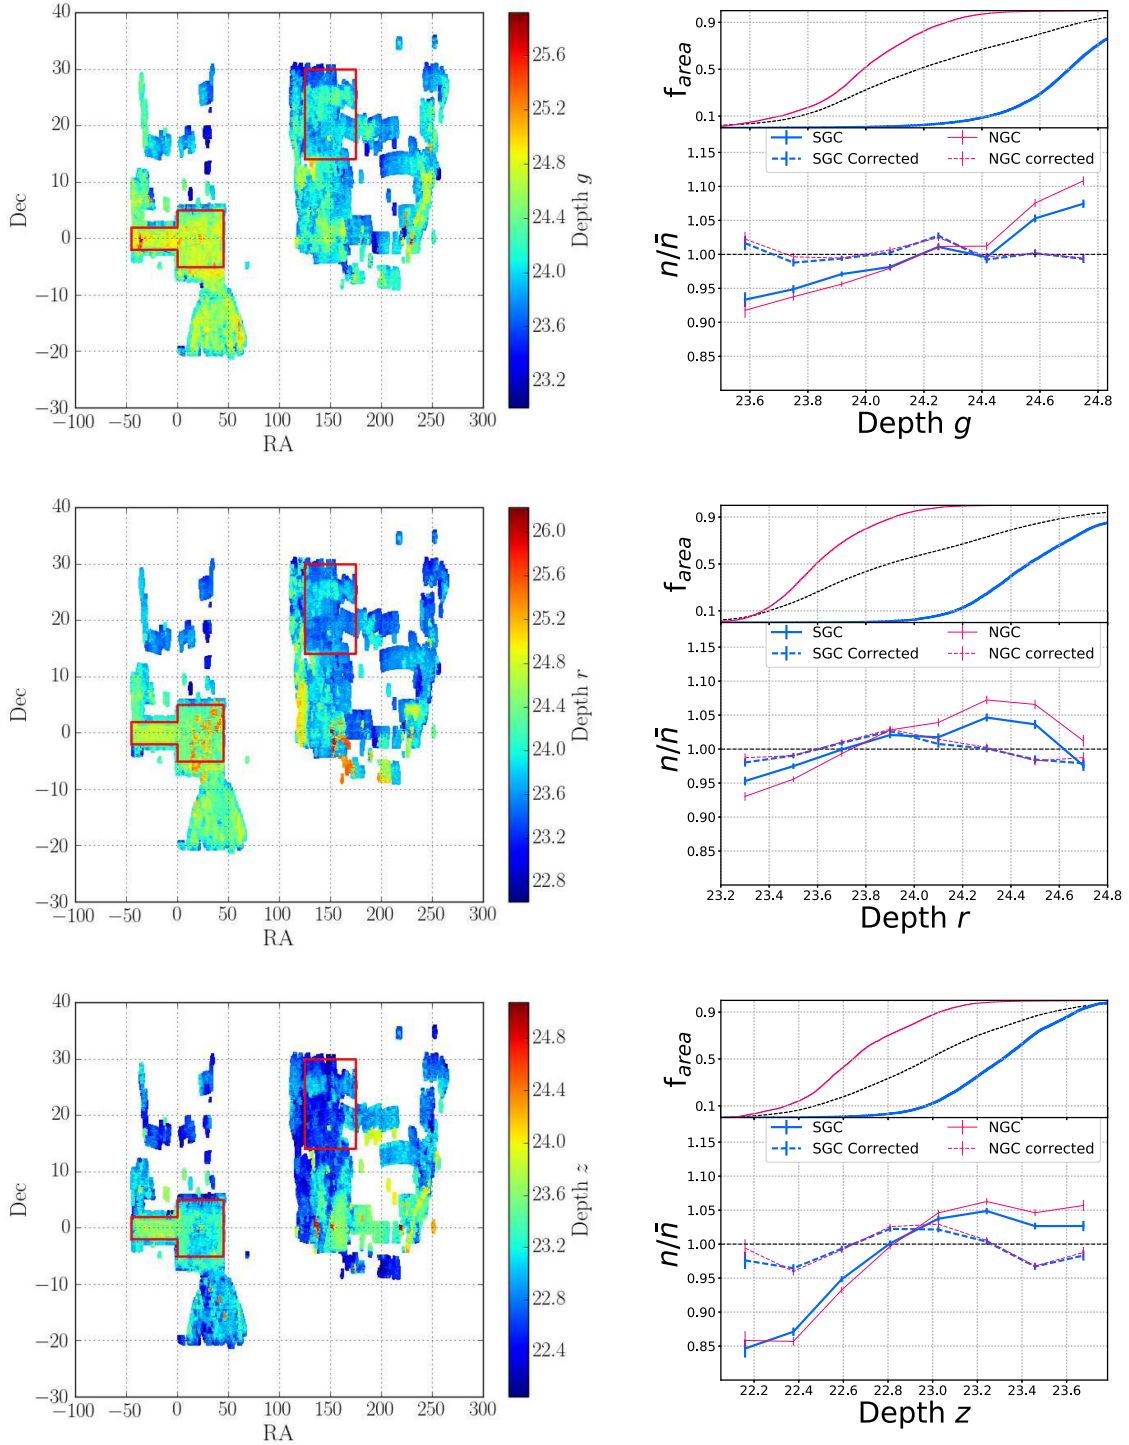 40
30
20
10
0
−10
−20
−30
−100 −50 0 50 100 150 200 250 300
RA
Dec
25.6
25.2
24.8
24.4
24.0
23.6
23.2
Depth g
0.9
0.5
0.1
f_area
SGC
SGC Corrected
NGC
NGC corrected
1.15
1.10
1.05
1.00
0.95
0.90
0.85
n/n̄
23.6 23.8 24.0 24.2 24.4 24.6 24.8
Depth g
40
30
20
10
0
−10
−20
−30
−100 −50 0 50 100 150 200 250 300
RA
Dec
26.0
25.6
25.2
24.8
24.4
24.0
23.6
23.2
22.8
Depth r
0.9
0.5
0.1
f_area
SGC
SGC Corrected
NGC
NGC corrected
1.15
1.10
1.05
1.00
0.95
0.90
0.85
n/n̄
23.2 23.4 23.6 23.8 24.0 24.2 24.4 24.6 24.8
Depth r
40
30
20
10
0
−10
−20
−30
−100 −50 0 50 100 150 200 250 300
RA
Dec
24.8
24.4
24.0
23.6
23.2
22.8
22.4
Depth z
0.9
0.5
0.1
f_area
SGC
SGC Corrected
NGC
NGC corrected
1.15
1.10
1.05
1.00
0.95
0.90
0.85
n/n̄
22.2 22.4 22.6 22.8 23.0 23.2 23.4 23.6
Depth z